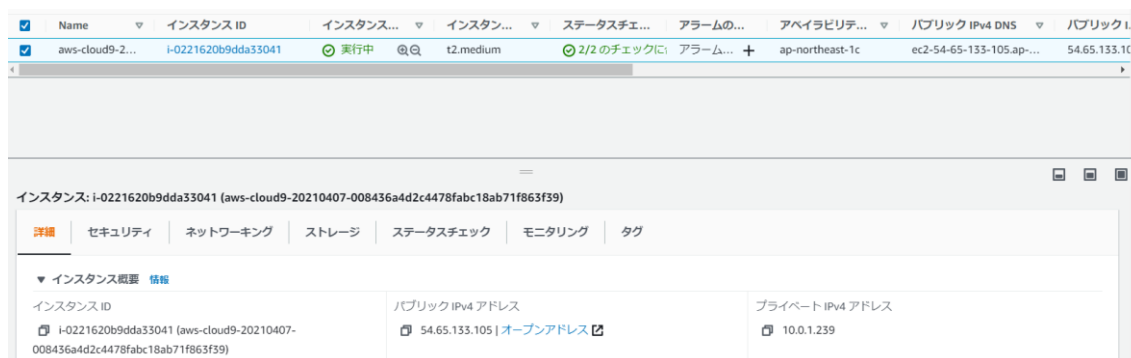 Name インスタンス ID インスタンス... インスタン... ステータスチェ... アラームの... アベイラビリテ... パブリック IPv4 DNS パブリック I
aws-cloud9-2... i-0221620b9dda33041 実行中 t2.medium 2/2 のチェックに アラーム... ap-northeast-1c ec2-54-65-133-105.ap-... 54.65.133.10
インスタンス: i-0221620b9dda33041 (aws-cloud9-20210407-008436a4d2c4478fabc18ab71f863f39)
詳細 セキュリティ ネットワーキング ストレージ ステータスチェック モニタリング タグ
▼ インスタンス概要 情報
インスタンス ID パブリック IPv4 アドレス プライベート IPv4 アドレス
i-0221620b9dda33041 (aws-cloud9-20210407- 54.65.133.105 | オープンアドレス 10.0.1.239
008436a4d2c4478fabc18ab71f863f39)